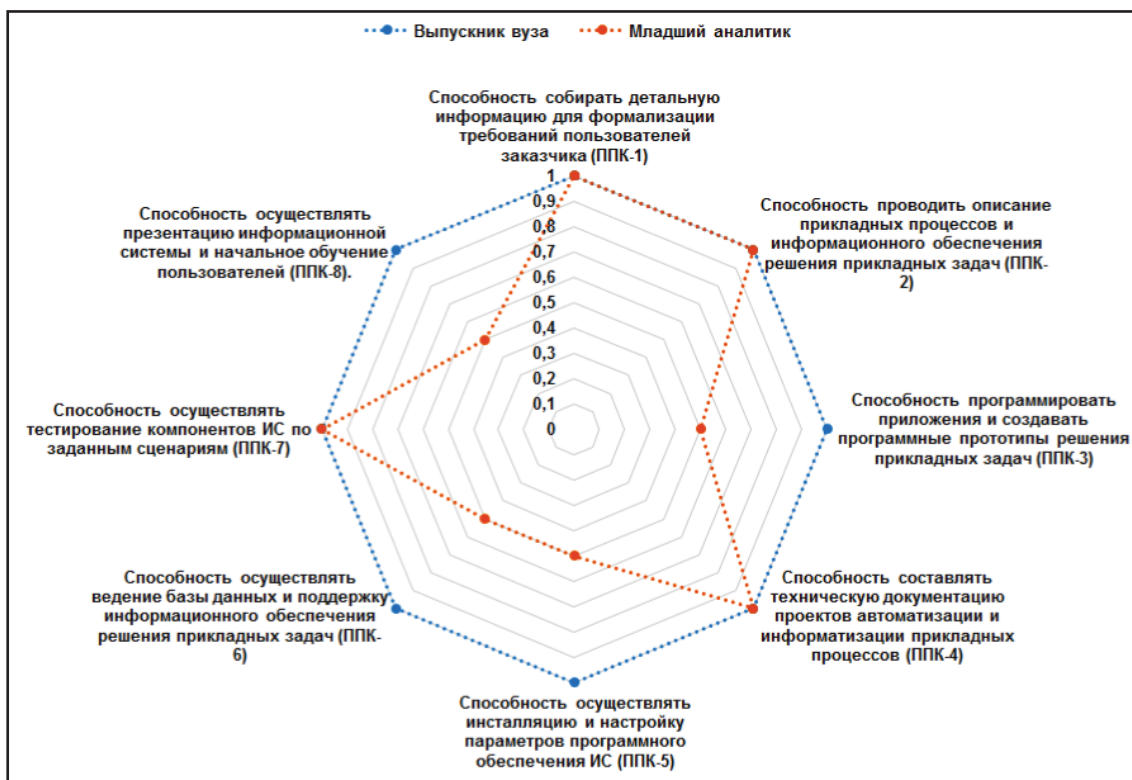 Выпускник вуза
Младший аналитик
Способность собирать детальную
информацию для формализации
требований пользователей
заказчика (ППК-1)
Способность проводить описание
прикладных процессов и
информационного обеспечения
решения прикладных задач (ППК-
2)
Способность программировать
приложения и создавать
программные прототипы решения
прикладных задач (ППК-3)
Способность составлять
техническую документацию
проектов автоматизации и
информатизации прикладных
процессов (ППК-4)
Способность осуществлять
инсталляцию и настройку
параметров программного
обеспечения ИС (ППК-5)
Способность осуществлять
ведение базы данных и поддержку
информационного обеспечения
решения прикладных задач (ППК-
6)
Способность осуществлять
тестирование компонентов ИС по
заданным сценариям (ППК-7)
Способность осуществлять
презентацию информационной
системы и начальное обучение
пользователей (ППК-8).
1
0,9
0,8
0,7
0,6
0,5
0,4
0,3
0,2
0,1
0